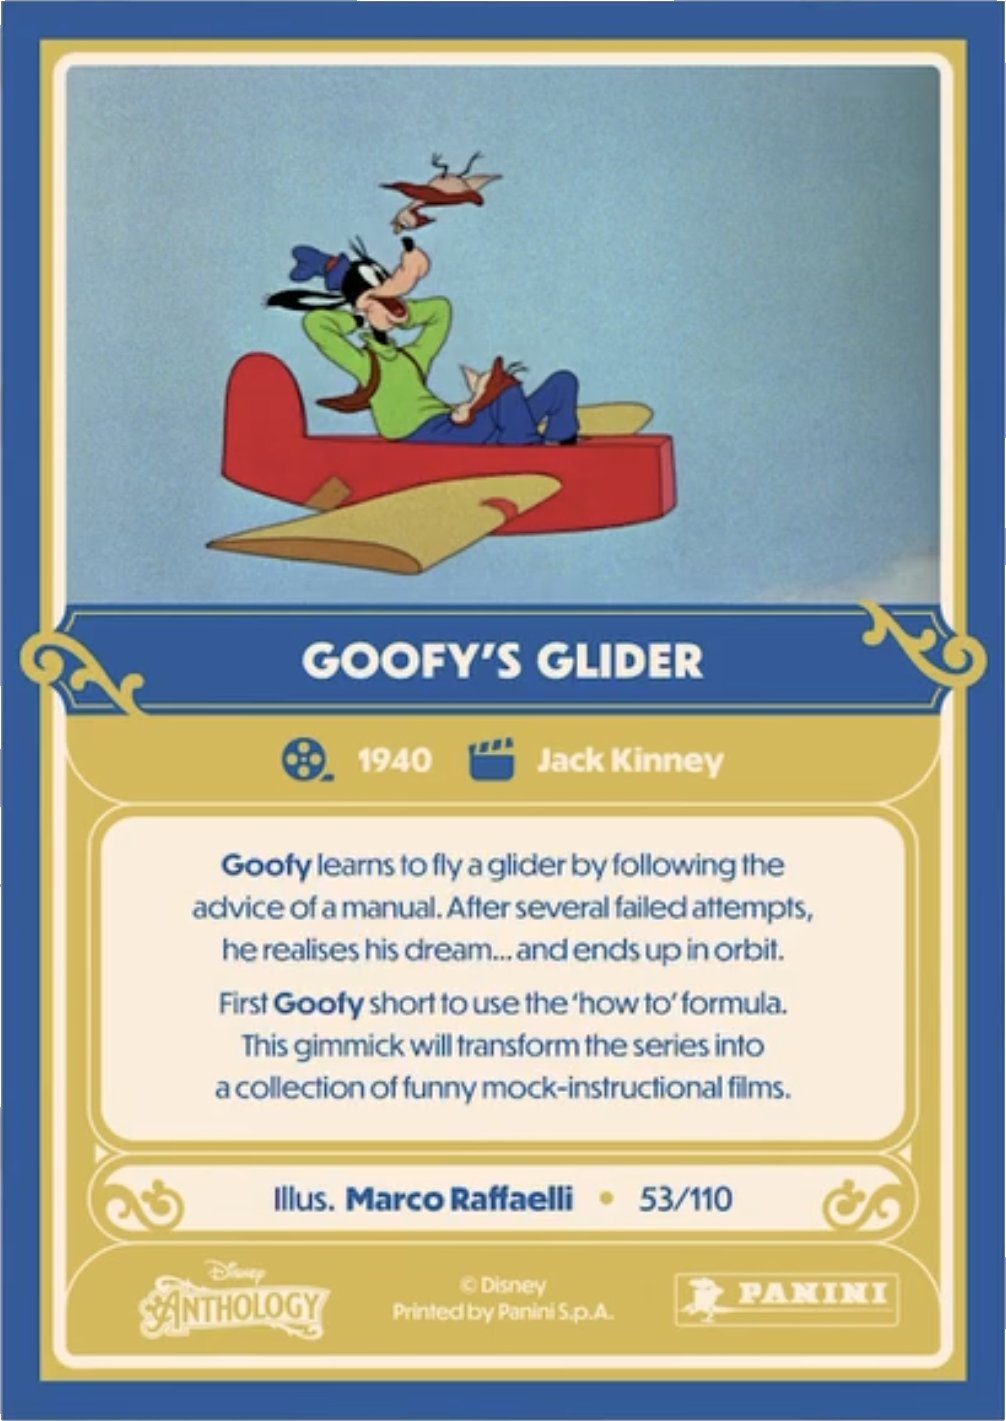 GOOFY'S GLIDER
1940 Jack Kinney
Goofy learns to fly a glider by following the
advice of a manual. After several failed attempts,
he realises his dream... and ends up in orbit.
First Goofy short to use the 'how to' formula.
This gimmick will transform the series into
a collection of funny mock-instructional films.
Illus. Marco Raffaelli • 53/110
Disney
ANTHOLOGY
© Disney
Printed by Panini S.p.A.
PANINI